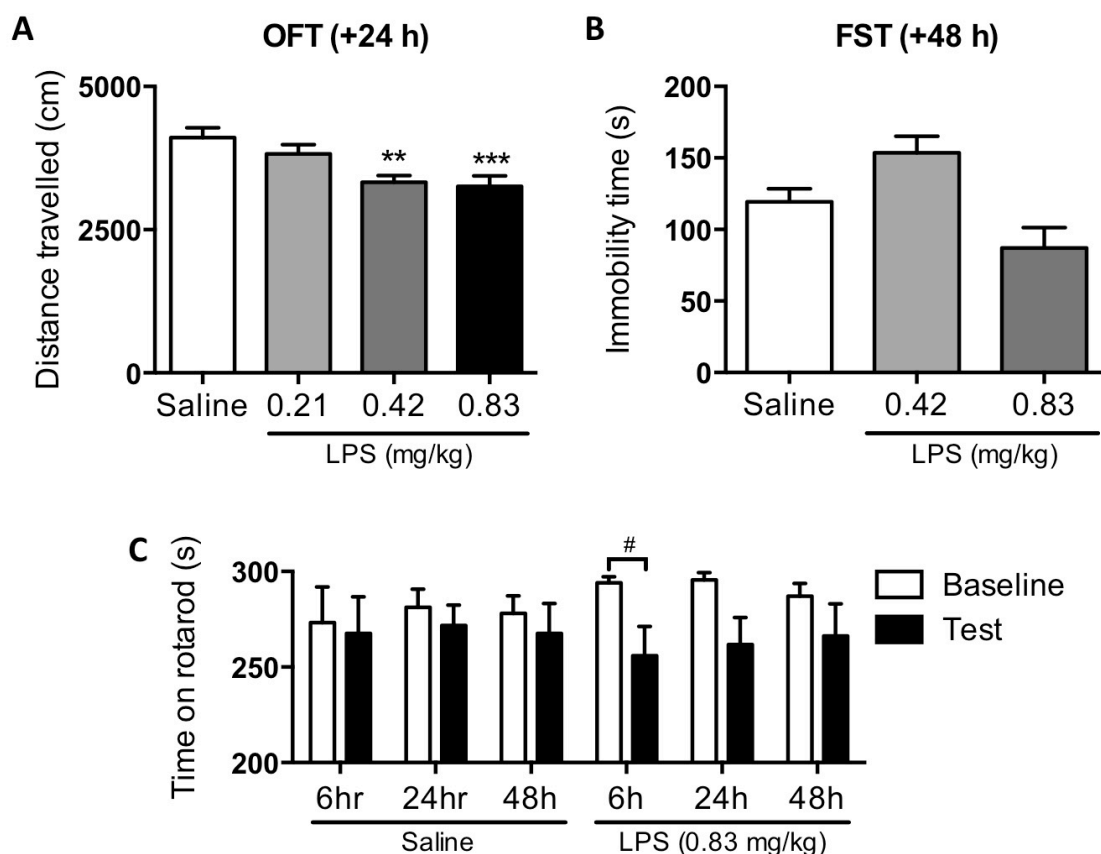 A
OFT (+24 h)
Distance travelled (cm)
5000
2500
0
**
***
Saline
0.21
0.42
0.83
LPS (mg/kg)
B
FST (+48 h)
Immobility time (s)
200
150
100
50
0
Saline
0.42
0.83
LPS (mg/kg)
C
Time on rotarod (s)
300
250
200
#
Baseline
Test
6hr
24hr
48h
6h
24h
48h
Saline
LPS (0.83 mg/kg)